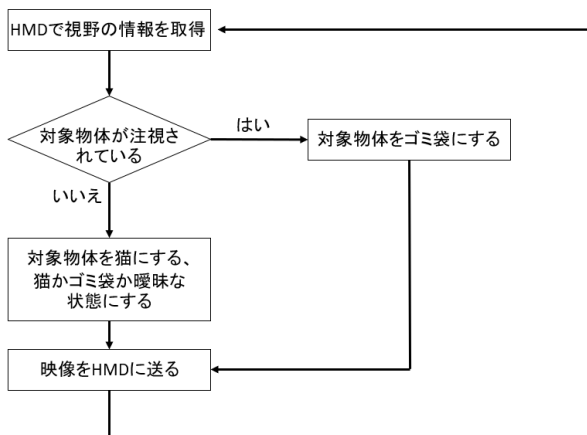 HMDで視野の情報を取得
対象物体が注視さ
れている
はい
対象物体をゴミ袋にする
いいえ
対象物体を猫にする、
猫かゴミ袋か曖昧な
状態にする
映像をHMDに送る